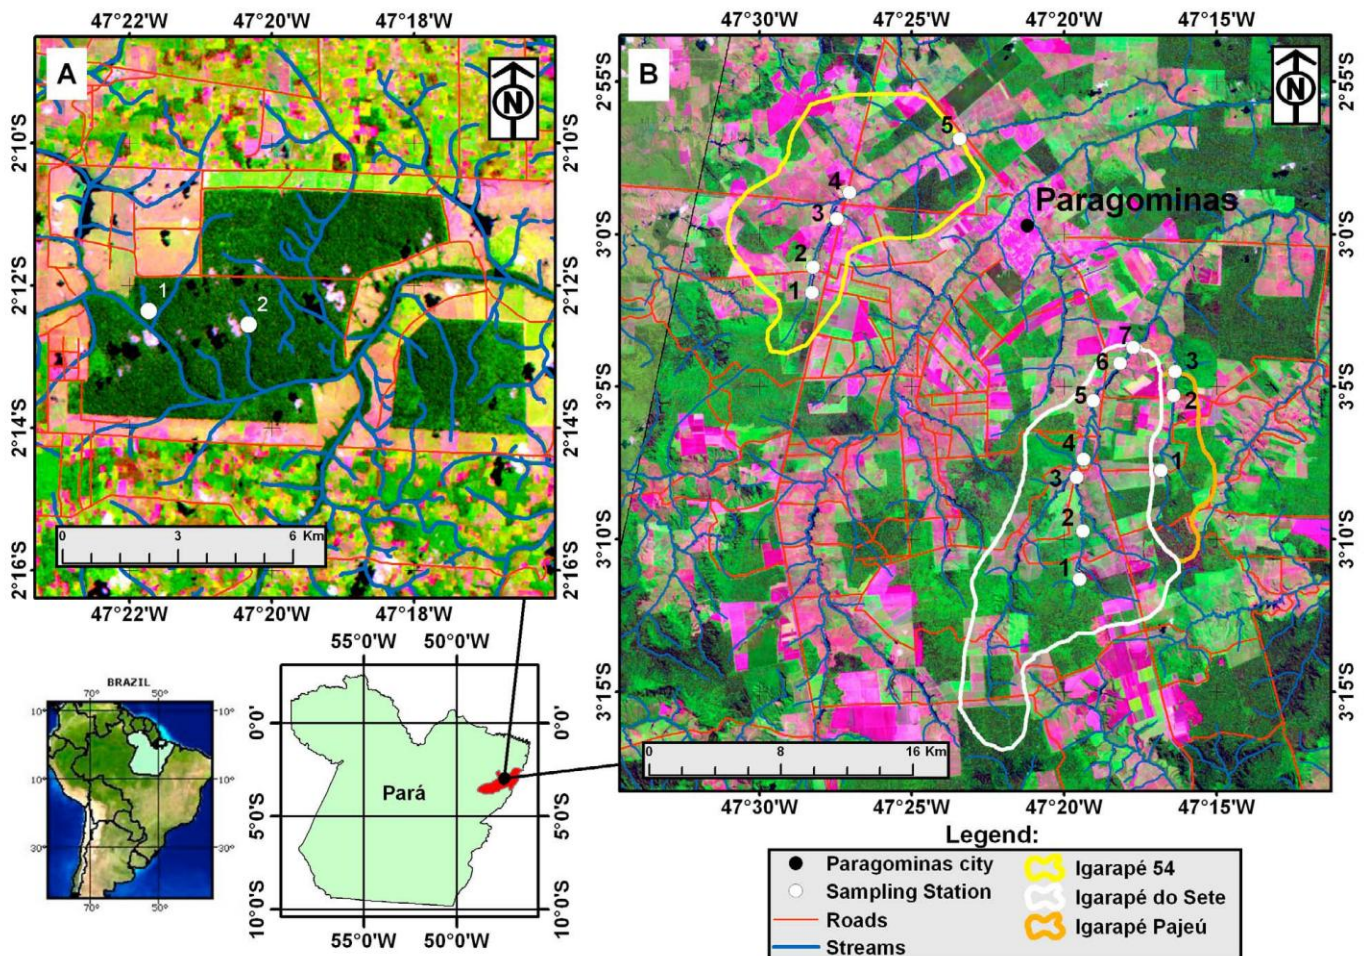 47°22'W 47°20'W 47°18'W
A
N
2°10'S
2°12'S
2°14'S
2°16'S
2°10'S
2°12'S
2°14'S
2°16'S
1
2
0 3 6 Km
47°22'W 47°20'W 47°18'W
47°30'W 47°25'W 47°20'W 47°15'W
B
N
2°55'S
3°0'S
3°5'S
3°10'S
3°15'S
2°55'S
3°0'S
3°5'S
3°10'S
3°15'S
5
4
3
2
1
Paragominas
7
6
5
4
3
2
1
3
2
1
0 8 16 Km
47°30'W 47°25'W 47°20'W 47°15'W
BRAZIL
70° 50°
10°
10°
30°
10°
10°
30°
70° 50°
55°0'W 50°0'W
0°0'
5°0'S
10°0'S
0°0'
5°0'S
10°0'S
Pará
55°0'W 50°0'W
Legend:
Paragominas city
Sampling Station
Roads
Streams
Igarapé 54
Igarapé do Sete
Igarapé Pajeú